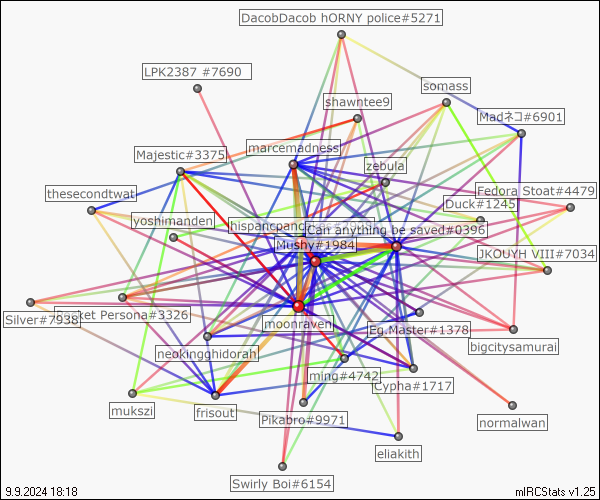 DacobDacob hORNY police#5271
LPK2387 #7690
somass
shawntee9
Madネコ#6901
marcemadness
Majestic#3375
zebula
thesecondtwat
Fedora Stoat#4479
Duck#1245
yoshimanden
Can anything be saved#0396
Mushy#1984
JKOUYH VIII#7034
Silver#7938
Persona#3326
moonraven
Eg.Master#1378
bigcitysamurai
neokingghidorah
ming#4742
Cypha#1717
mukszi
frisout
Pikabro#9971
normalwan
eliakith
Swirly Boi#6154
9.9.2024 18:18
mIRCStats v1.25